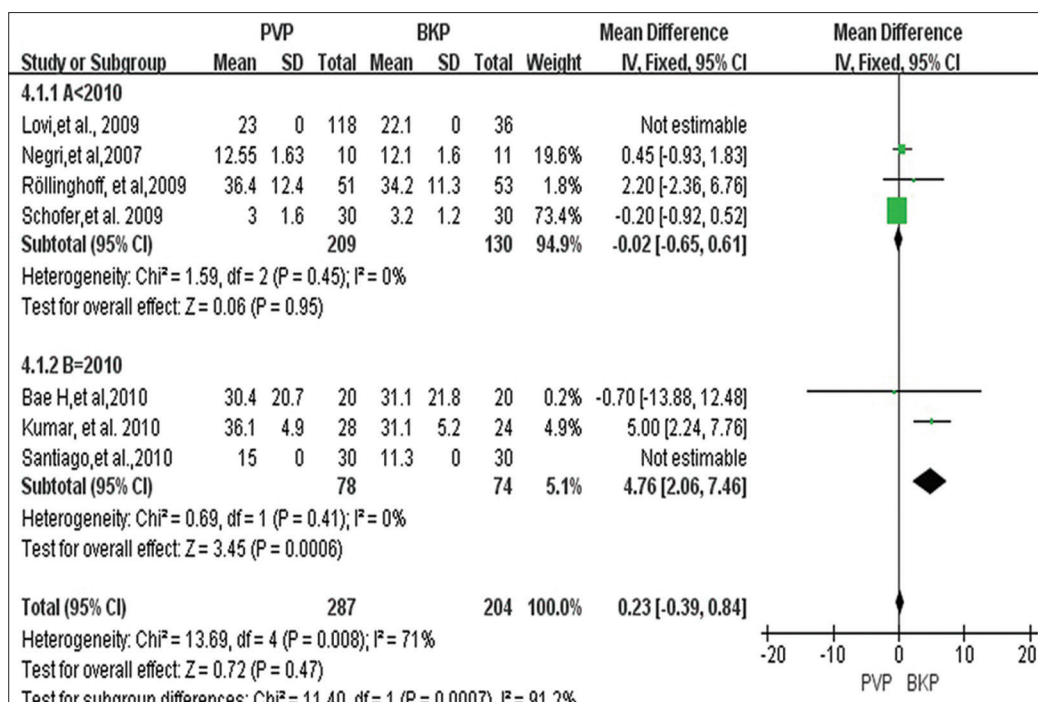 PVP BKP Mean Difference Mean Difference
Study or Subgroup Mean SD Total Mean SD Total Weight IV, Fixed, 95% CI IV, Fixed, 95% CI
4.1.1 A<2010
Lovi,et al., 2009 23 0 118 22.1 0 36 Not estimable
Negri,et al,2007 12.55 1.63 10 12.1 1.6 11 19.6% 0.45 [-0.93, 1.83]
Röllinghoff, et al,2009 36.4 12.4 51 34.2 11.3 53 1.8% 2.20 [-2.36, 6.76]
Schofer,et al. 2009 3 1.6 30 3.2 1.2 30 73.4% -0.20 [-0.92, 0.52]
Subtotal (95% CI) 209 130 94.9% -0.02 [-0.65, 0.61]
Heterogeneity: Chi² = 1.59, df = 2 (P = 0.45); I² = 0%
Test for overall effect: Z = 0.06 (P = 0.95)
4.1.2 B=2010
Bae H,et al,2010 30.4 20.7 20 31.1 21.8 20 0.2% -0.70 [-13.88, 12.48]
Kumar, et al. 2010 36.1 4.9 28 31.1 5.2 24 4.9% 5.00 [2.24, 7.76]
Santiago,et al.,2010 15 0 30 11.3 0 30 Not estimable
Subtotal (95% CI) 78 74 5.1% 4.76 [2.06, 7.46]
Heterogeneity: Chi² = 0.69, df = 1 (P = 0.41); I² = 0%
Test for overall effect: Z = 3.45 (P = 0.0006)
Total (95% CI) 287 204 100.0% 0.23 [-0.39, 0.84]
Heterogeneity: Chi² = 13.69, df = 4 (P = 0.008); I² = 71%
Test for overall effect: Z = 0.72 (P = 0.47)
Test for subgroup differences: Chi² = 11.40, df = 1 (P = 0.0007), I² = 91.2%
-20 -10 0 10 20
PVP BKP